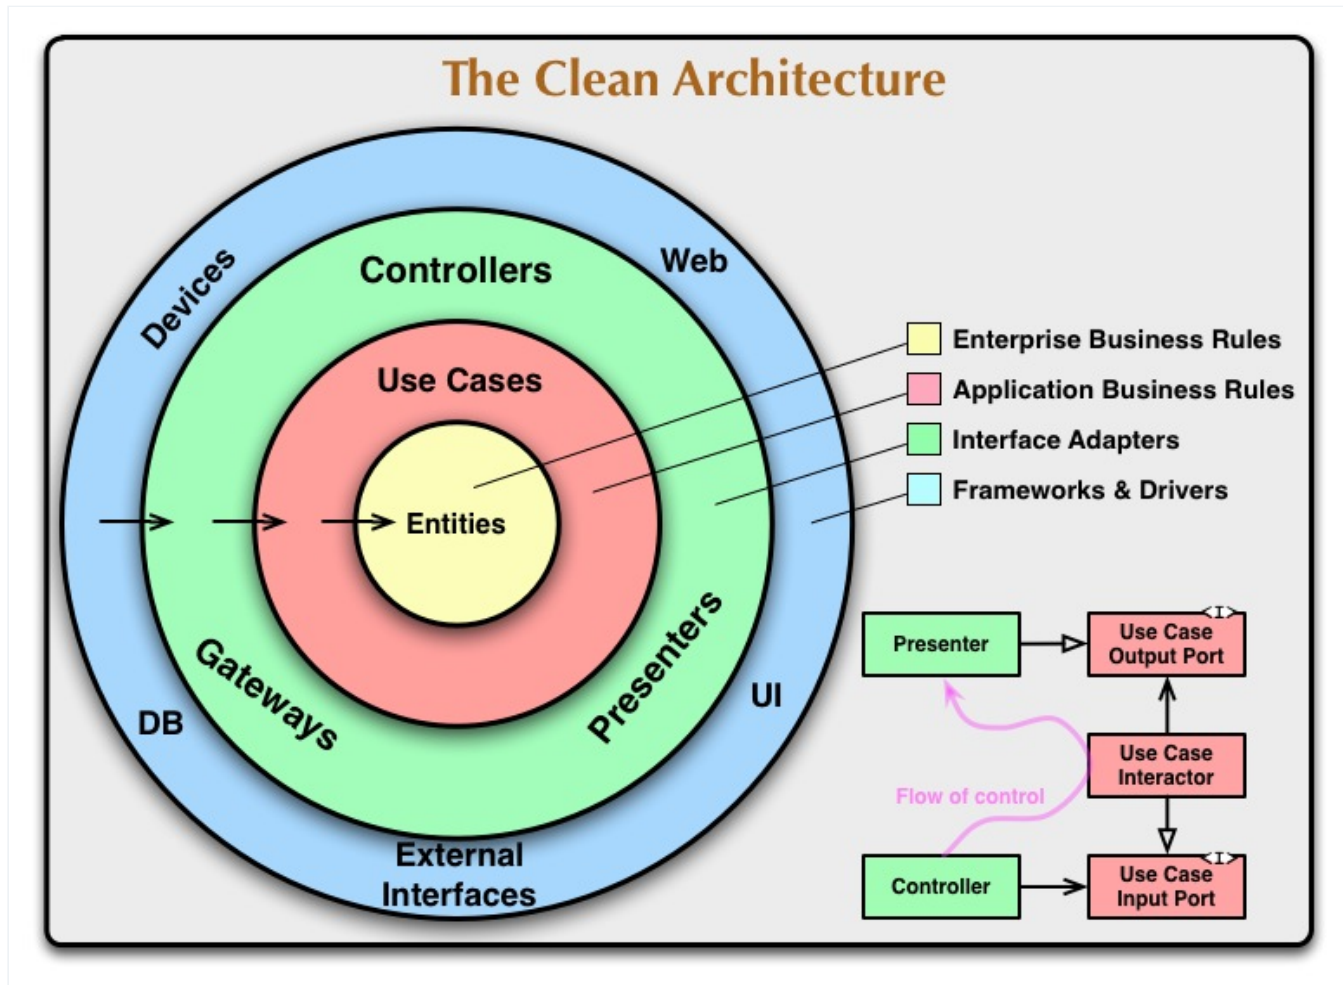 The Clean Architecture
Devices
Controllers
Web
Use Cases
Entities
Gateways
Presenters
DB
UI
External
Interfaces
Enterprise Business Rules
Application Business Rules
Interface Adapters
Frameworks & Drivers
Presenter
<I>
Use Case
Output Port
Use Case
Interactor
Flow of control
Controller
<I>
Use Case
Input Port